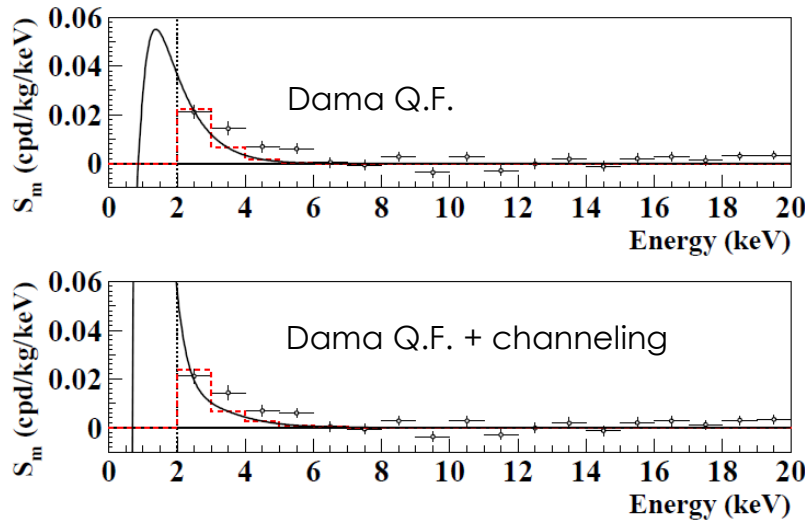 0.06
0.04
0.02
0
S_m (cpd/kg/keV)
Dama Q.F.
0 2 4 6 8 10 12 14 16 18 20
Energy (keV)
0.06
0.04
0.02
0
S_m (cpd/kg/keV)
Dama Q.F. + channeling
0 2 4 6 8 10 12 14 16 18 20
Energy (keV)